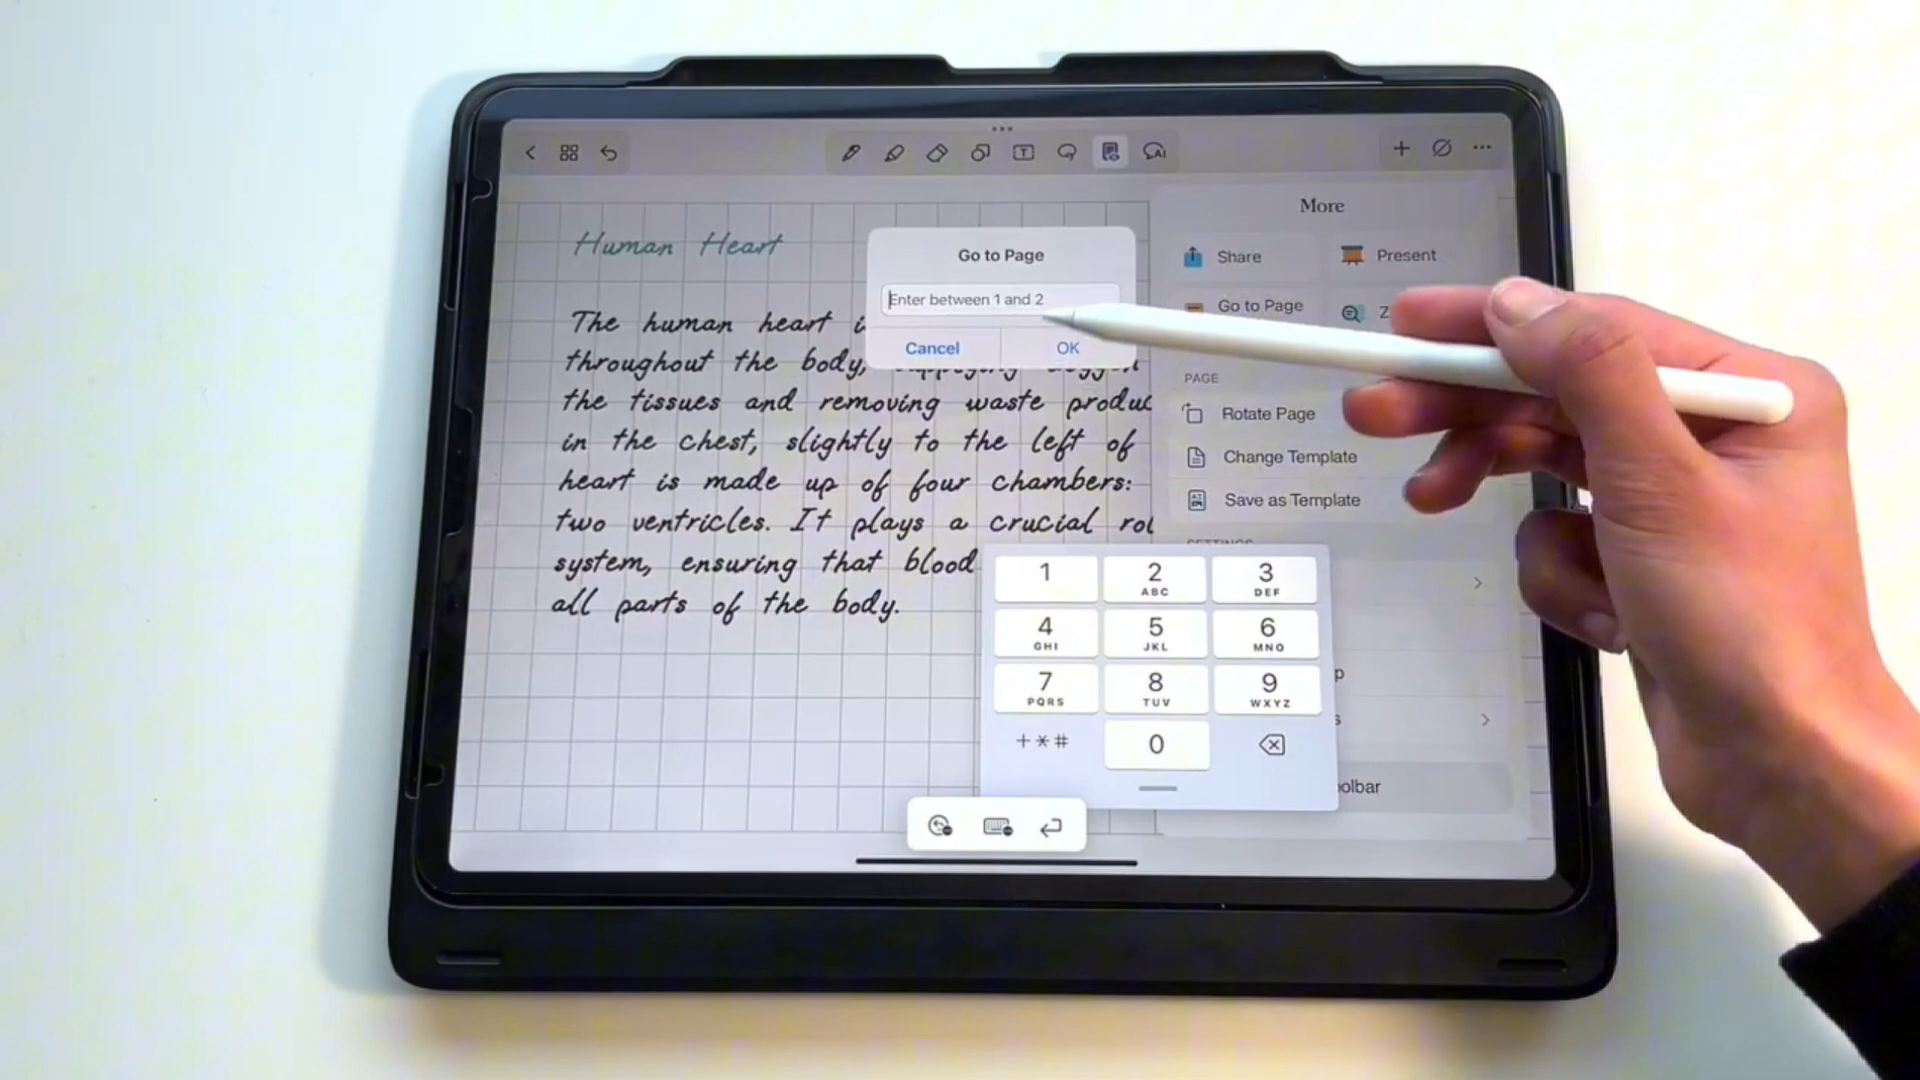 AI
More
Human Heart
Go to Page
Share
Present
Enter between 1 and 2
Go to Page
Z
The human heart i
Cancel
OK
throughout the body,
PAGE
the tissues and removing waste produc
Rotate Page
in the chest, slightly to the left of
Change Template
heart is made up of four chambers:
Save as Template
two ventricles. It plays a crucial rol
SETTINGS
system, ensuring that blood
all parts of the body.
1
2
ABC
3
DEF
4
GHI
5
JKL
6
MNO
7
PQRS
8
TUV
9
WXYZ
p
s
+*#
0
olbar